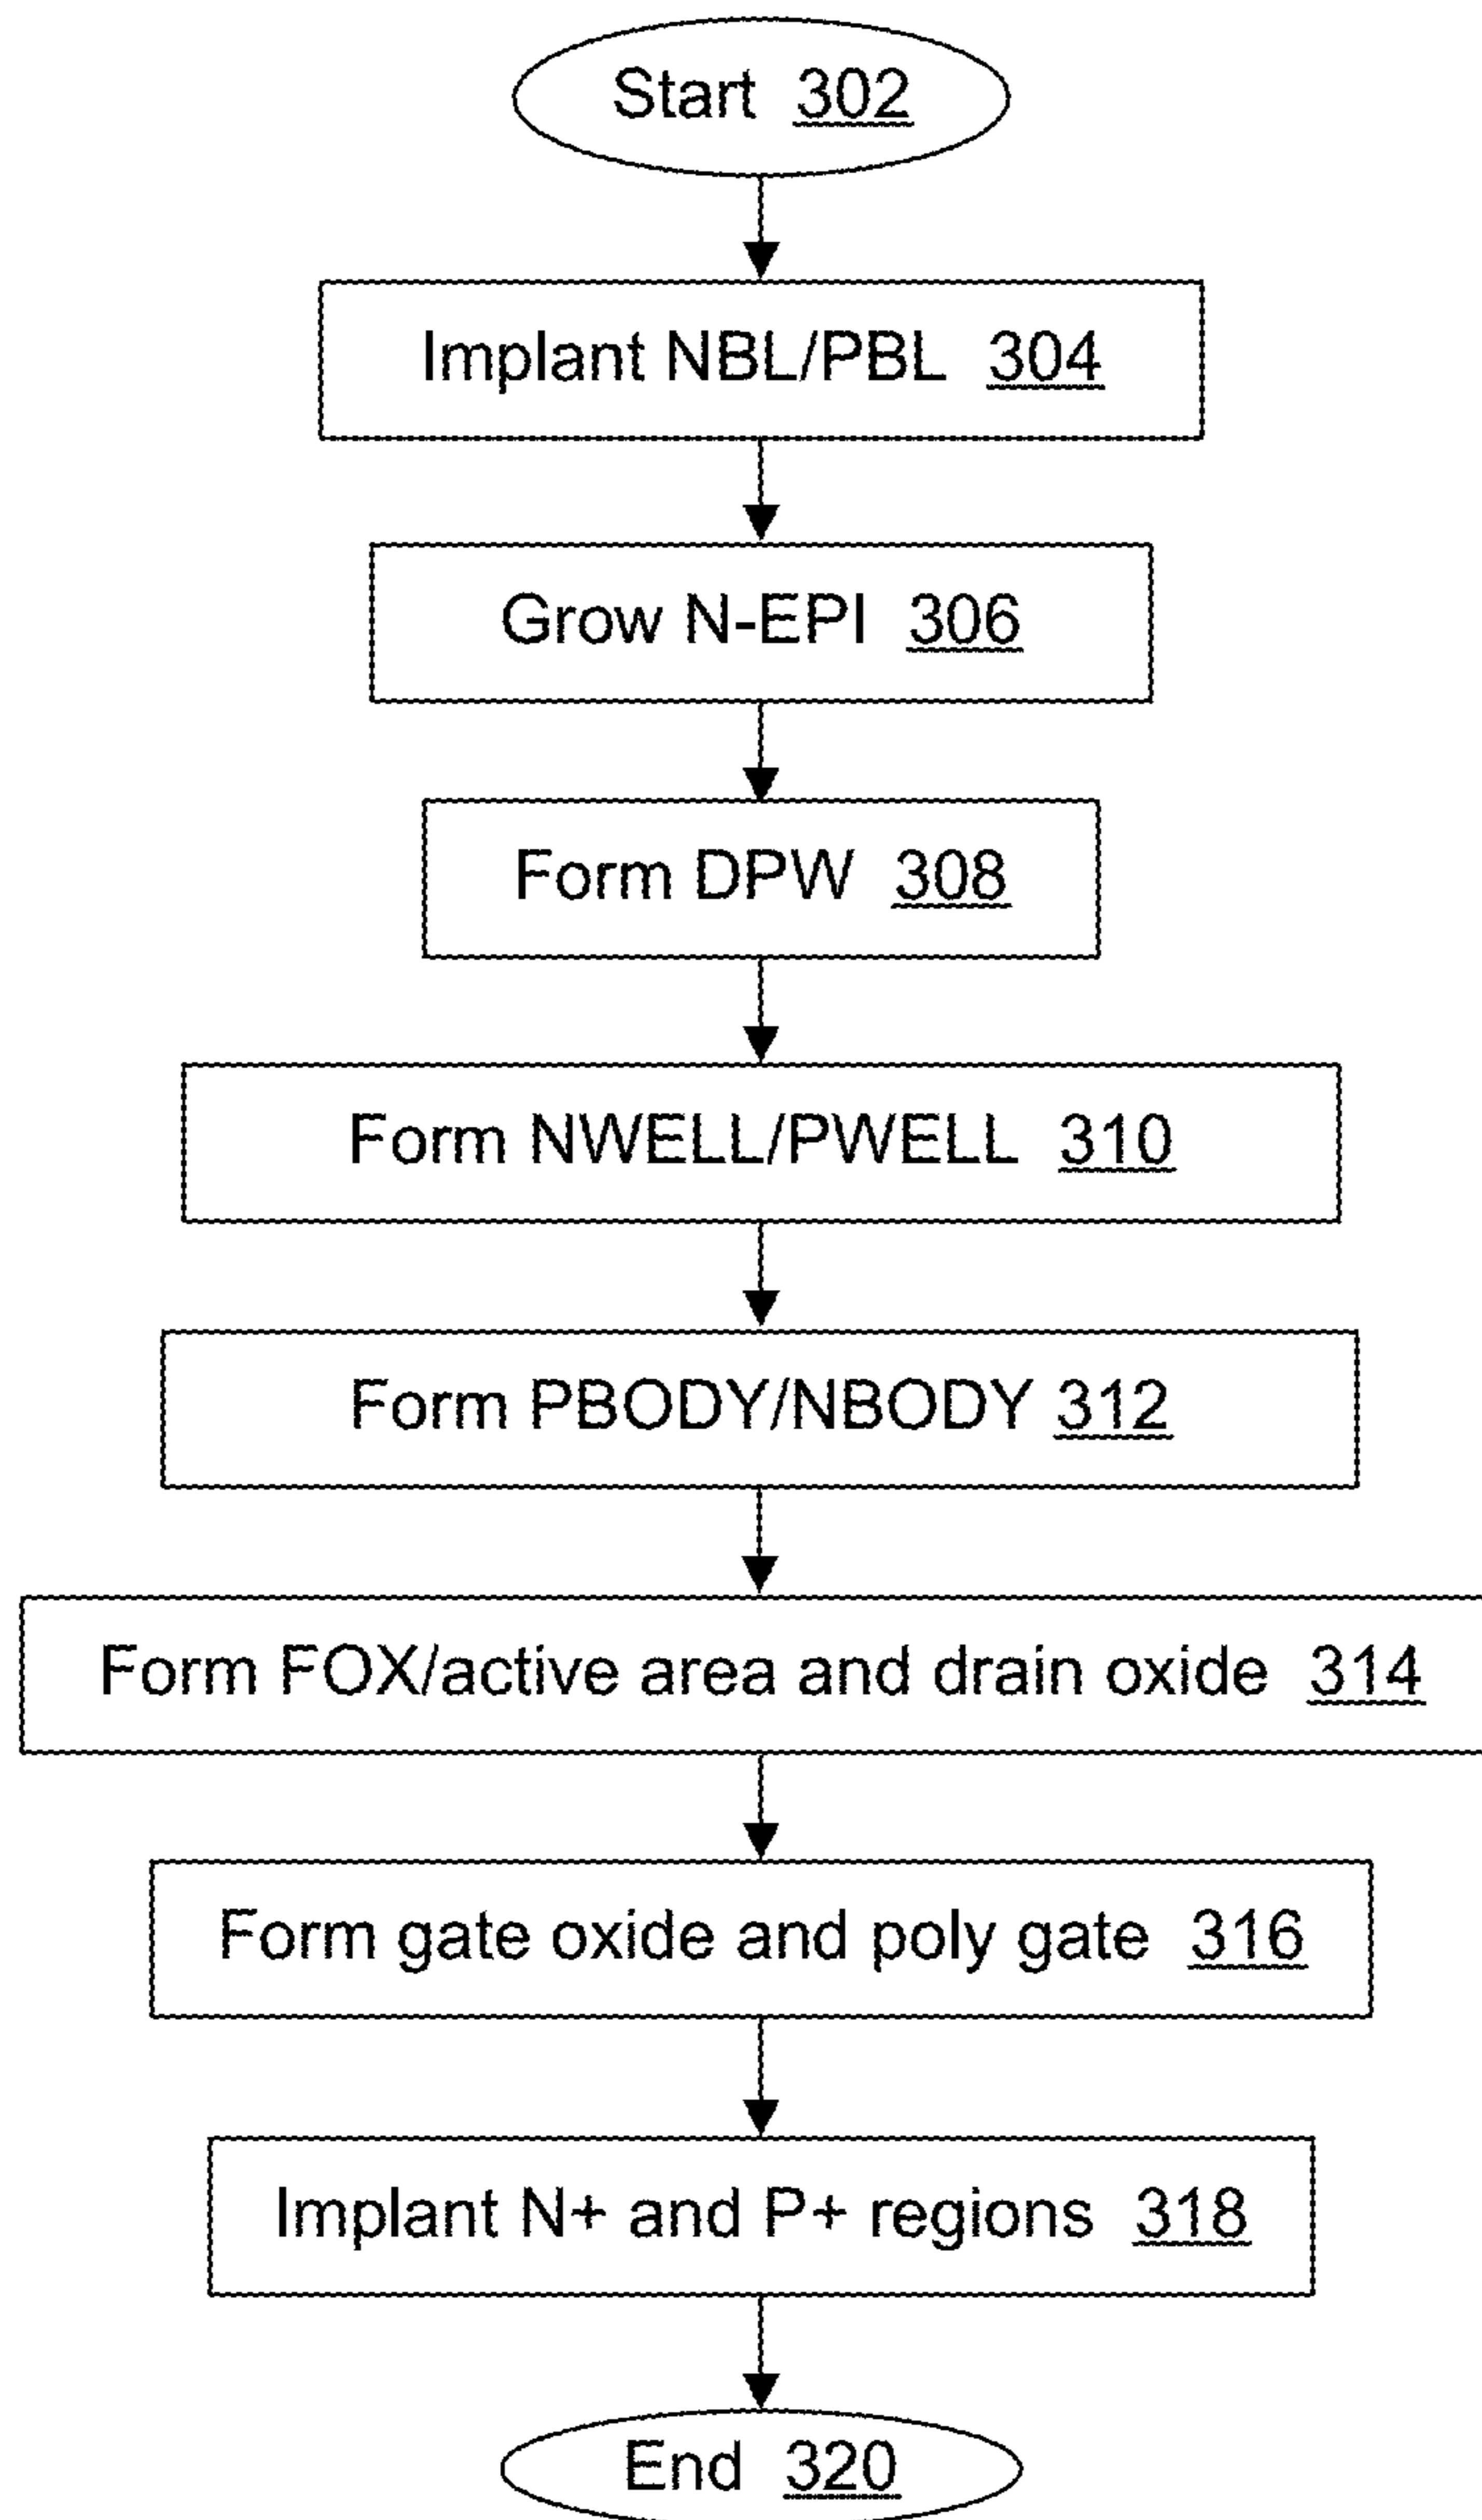 Start 302
Implant NBL/PBL 304
Grow N-EPI 306
Form DPW 308
Form NWELL/PWELL 310
Form PBODY/NBODY 312
Form FOX/active area and drain oxide 314
Form gate oxide and poly gate 316
Implant N+ and P+ regions 318
End 320